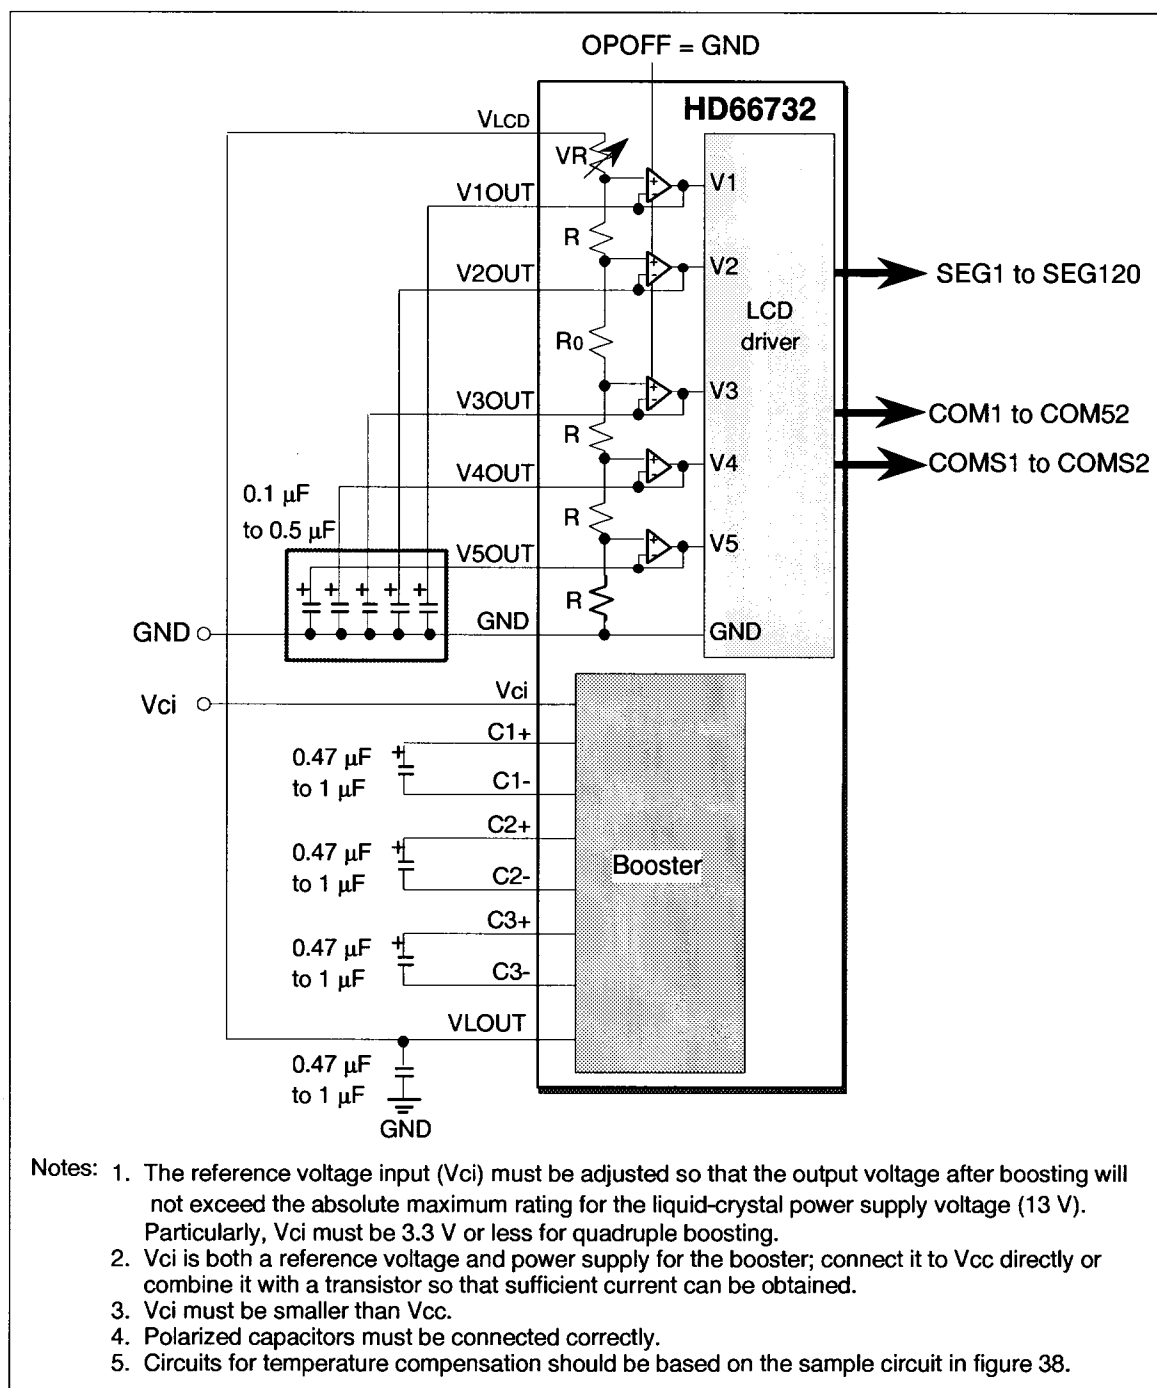 OPOFF = GND
HD66732
VLCD
VR
V1OUT
V1
R
V2OUT
V2
SEG1 to SEG120
LCD
driver
R0
V3OUT
V3
COM1 to COM52
R
V4OUT
V4
COMS1 to COMS2
0.1 µF
to 0.5 µF
R
V5OUT
V5
+ + + + +
R
GND
GND
GND
Vci
Vci
C1+
0.47 µF
to 1 µF
+
C1-
C2+
0.47 µF
to 1 µF
+
C2-
Booster
C3+
0.47 µF
to 1 µF
+
C3-
VLOUT
0.47 µF
to 1 µF
GND
Notes: 1. The reference voltage input (Vci) must be adjusted so that the output voltage after boosting will
not exceed the absolute maximum rating for the liquid-crystal power supply voltage (13 V).
Particularly, Vci must be 3.3 V or less for quadruple boosting.
2. Vci is both a reference voltage and power supply for the booster; connect it to Vcc directly or
combine it with a transistor so that sufficient current can be obtained.
3. Vci must be smaller than Vcc.
4. Polarized capacitors must be connected correctly.
5. Circuits for temperature compensation should be based on the sample circuit in figure 38.